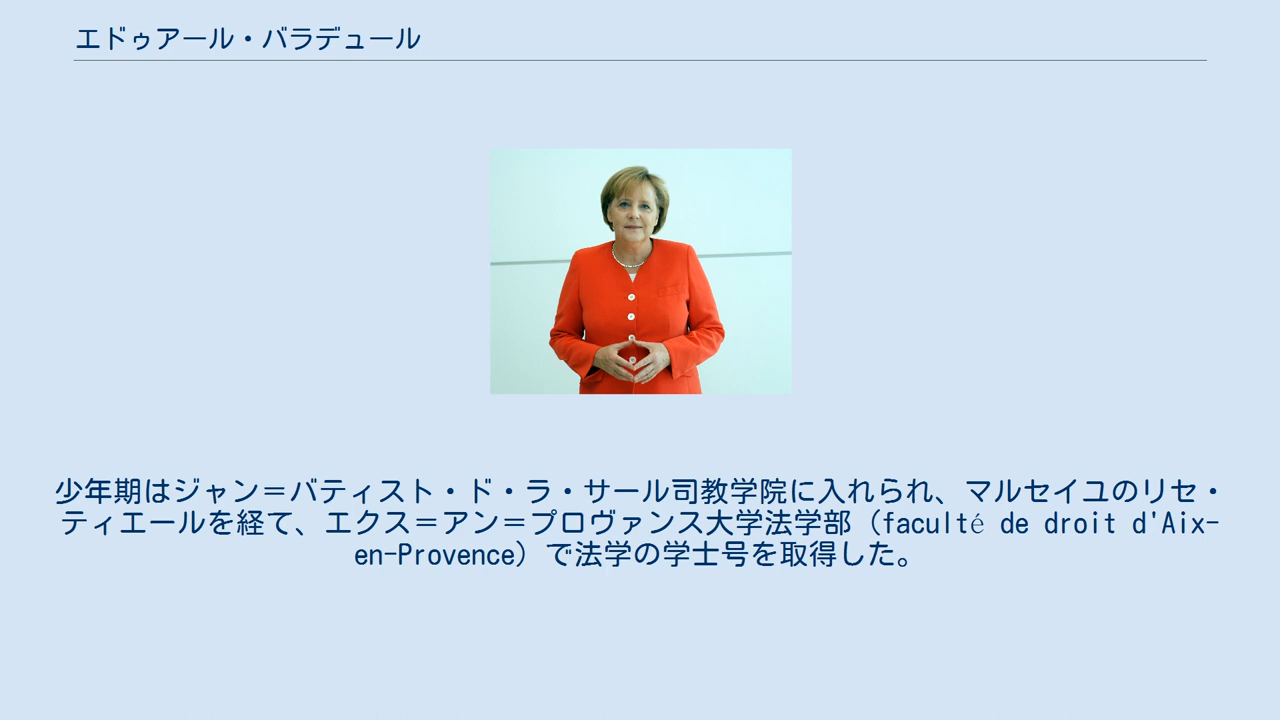 エドゥアール・バラデュール
少年期はジャン＝バティスト・ド・ラ・サール司教学院に入れられ、マルセイユのリセ・
ティエールを経て、エクス＝アン＝プロヴァンス大学法学部（faculté de droit d'Aix-
en-Provence）で法学の学士号を取得した。